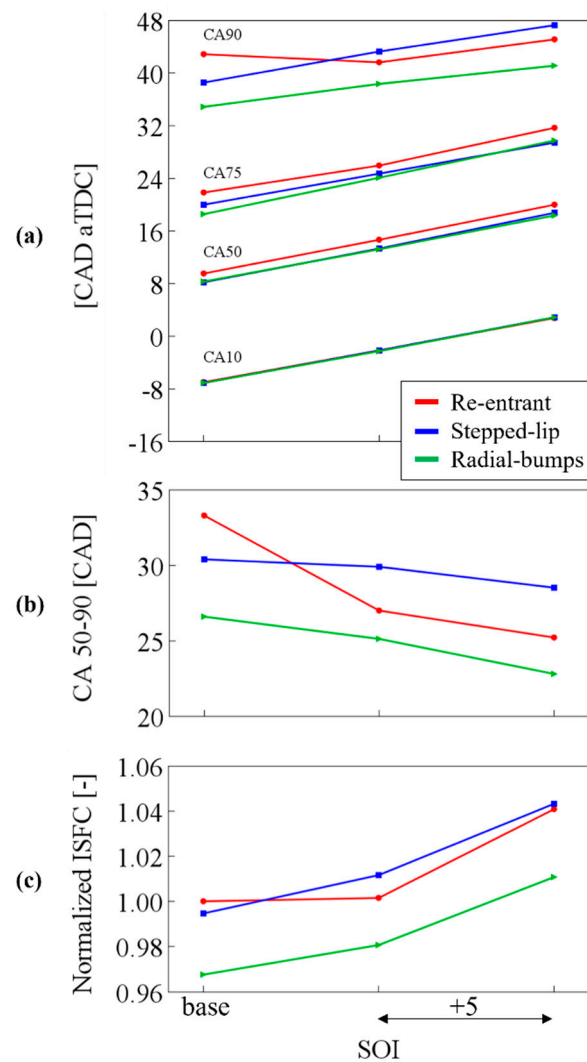 (a)
[CAD aTDC]
48
40
32
24
16
8
0
-8
-16
CA90
CA75
CA50
CA10
Re-entrant
Stepped-lip
Radial-bumps
(b)
CA 50-90 [CAD]
35
30
25
20
(c)
Normalized ISFC [-]
1.06
1.04
1.02
1.00
0.98
0.96
base
+5
SOI